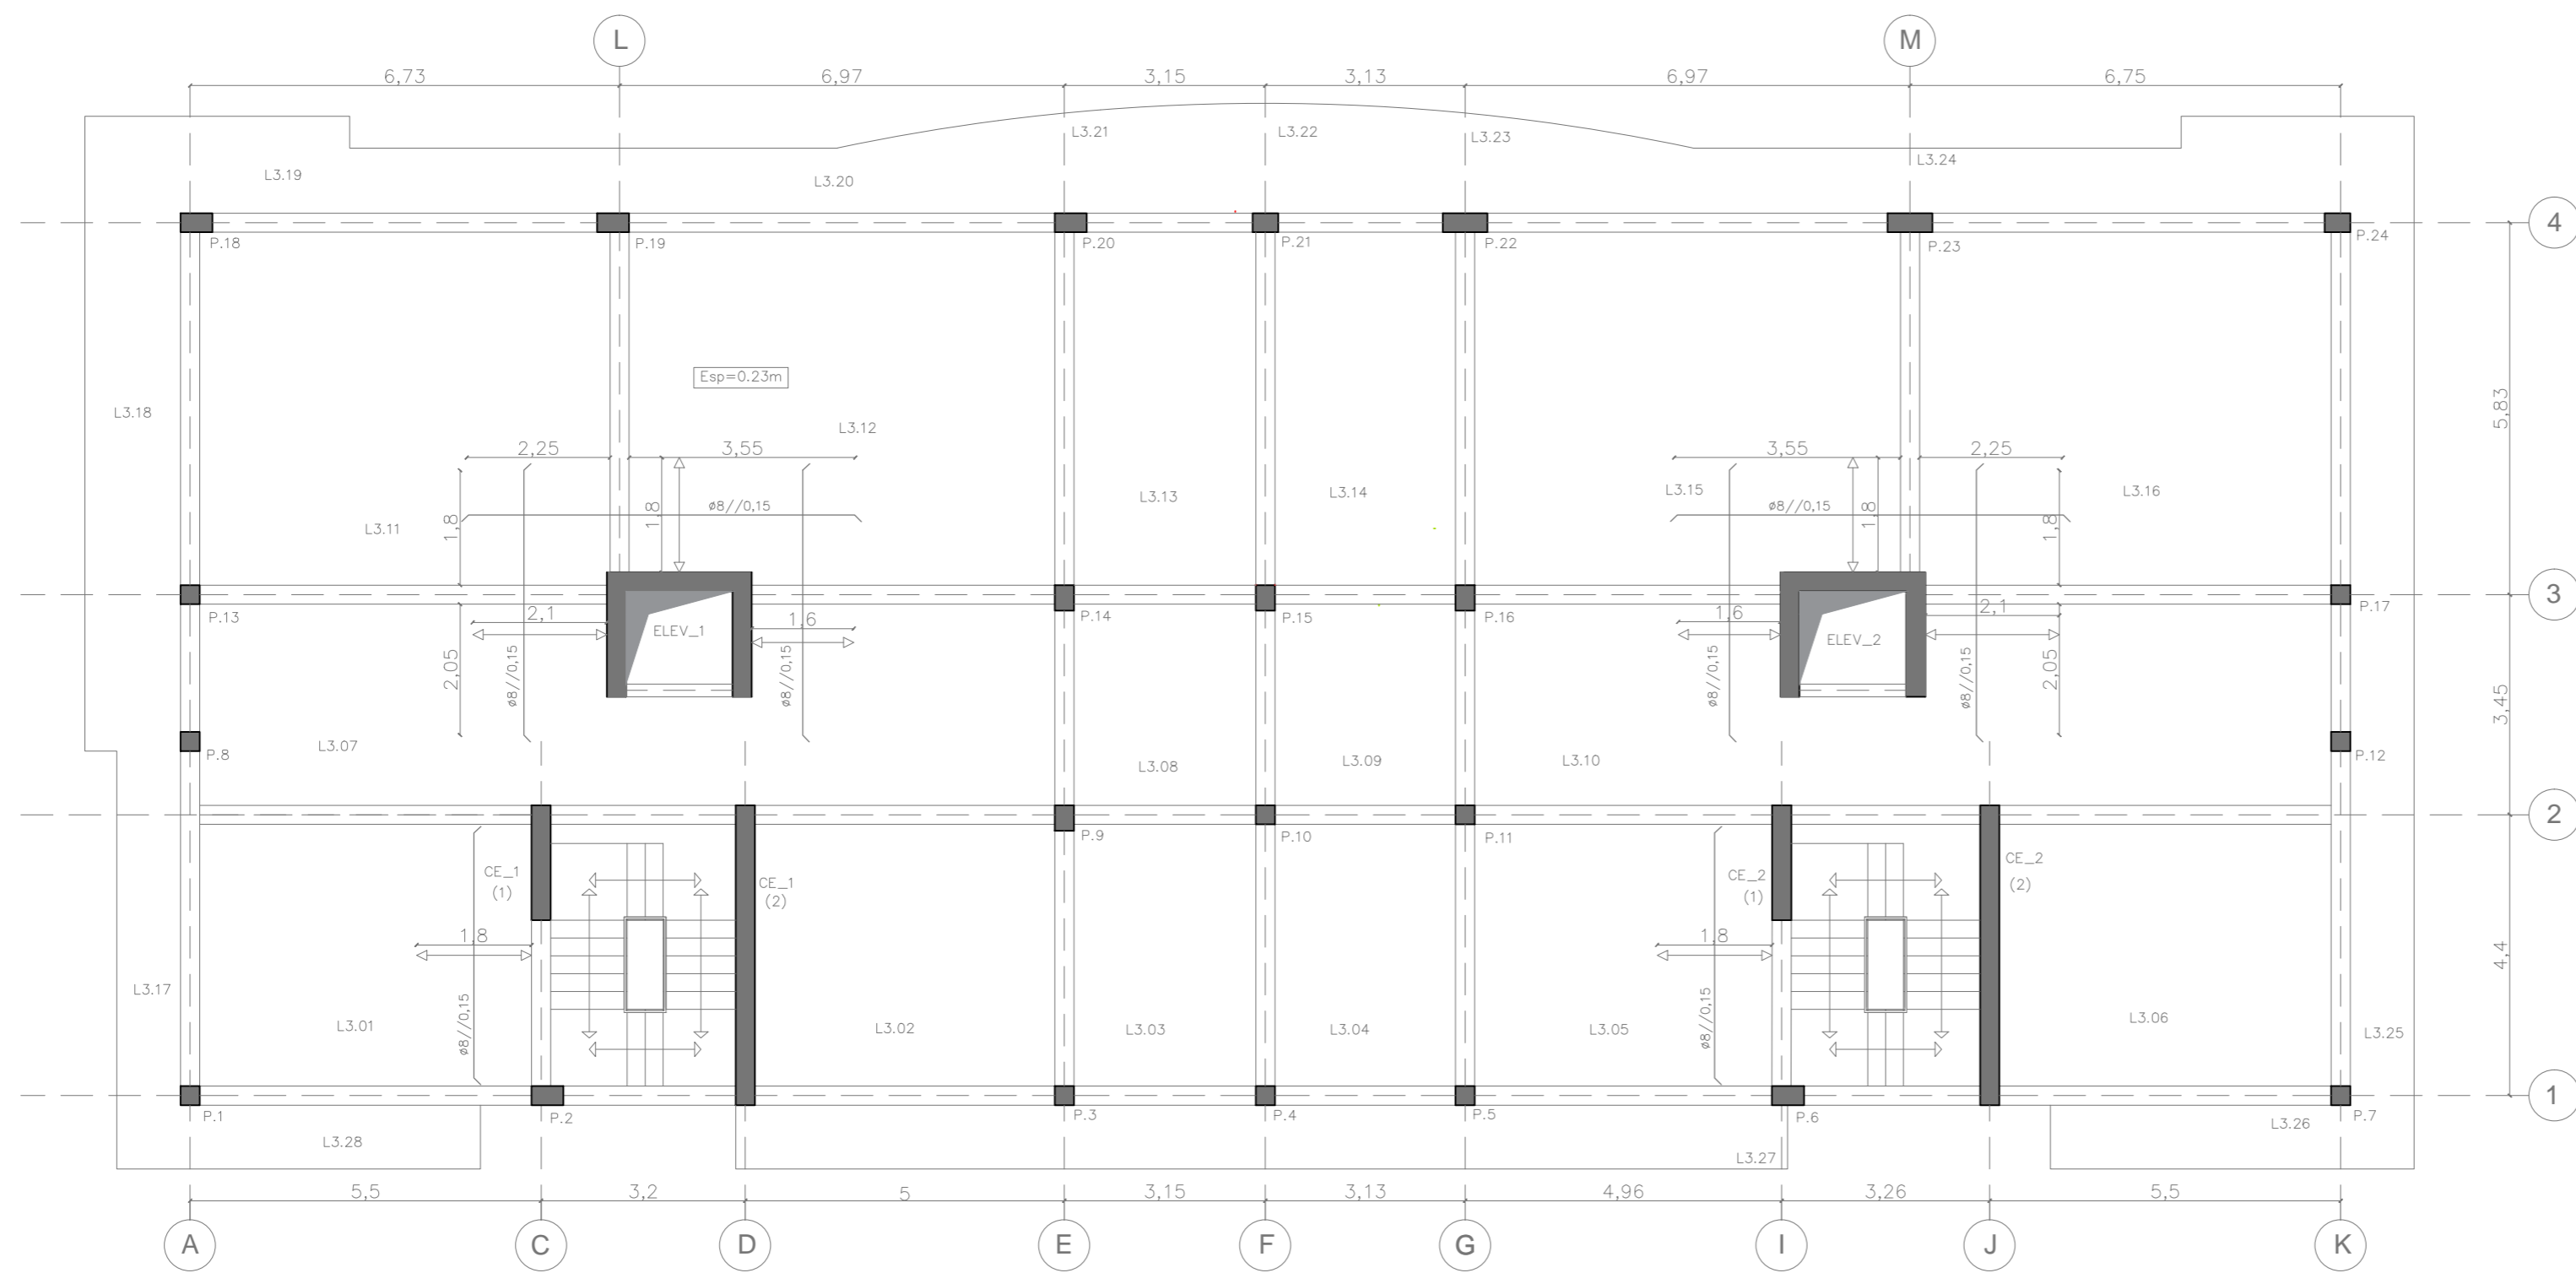 L
M
6,73
6,97
3,15
3,13
6,97
6,75
L3.21
L3.22
L3.23
L3.24
L3.19
L3.20
4
P.18
P.19
P.20
P.21
P.22
P.23
P.24
Esp=0.23m
L3.18
L3.12
5,83
2,25
3,55
3,55
2,25
L3.13
L3.14
L3.15
L3.16
ø8//0,15
ø8//0,15
1,8
1,8
1,8
1,8
L3.11
3
P.13
P.14
P.15
P.16
P.17
2,1
1,6
1,6
2,1
ELEV_1
ELEV_2
2,05
ø8//0,15
ø8//0,15
ø8//0,15
ø8//0,15
2,05
3,45
L3.07
P.8
L3.08
L3.09
L3.10
P.12
2
P.9
P.10
P.11
CE_1
(1)
CE_1
(2)
CE_2
(1)
CE_2
(2)
1,8
1,8
4,4
L3.17
L3.01
ø8//0,15
L3.02
L3.03
L3.04
L3.05
ø8//0,15
L3.06
L3.25
1
P.1
P.2
P.3
P.4
P.5
P.6
P.7
L3.28
L3.27
L3.26
5,5
3,2
5
3,15
3,13
4,96
3,26
5,5
A
C
D
E
F
G
I
J
K